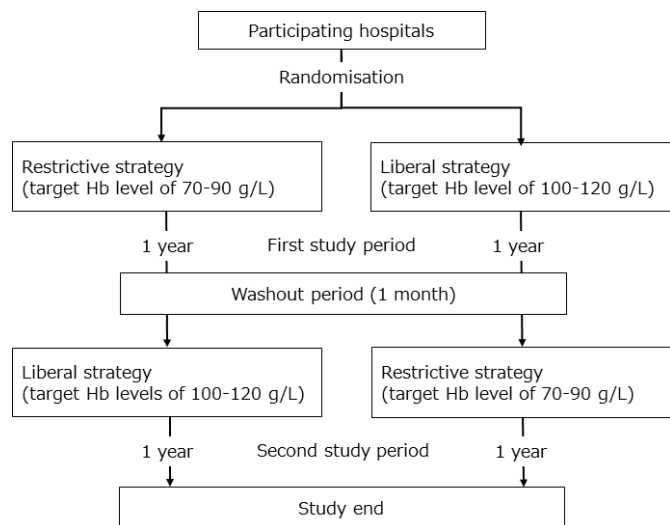 Participating hospitals
Randomisation
Restrictive strategy
(target Hb level of 70-90 g/L)
Liberal strategy
(target Hb level of 100-120 g/L)
1 year
First study period
1 year
Washout period (1 month)
Liberal strategy
(target Hb levels of 100-120 g/L)
Restrictive strategy
(target Hb level of 70-90 g/L)
1 year
Second study period
1 year
Study end